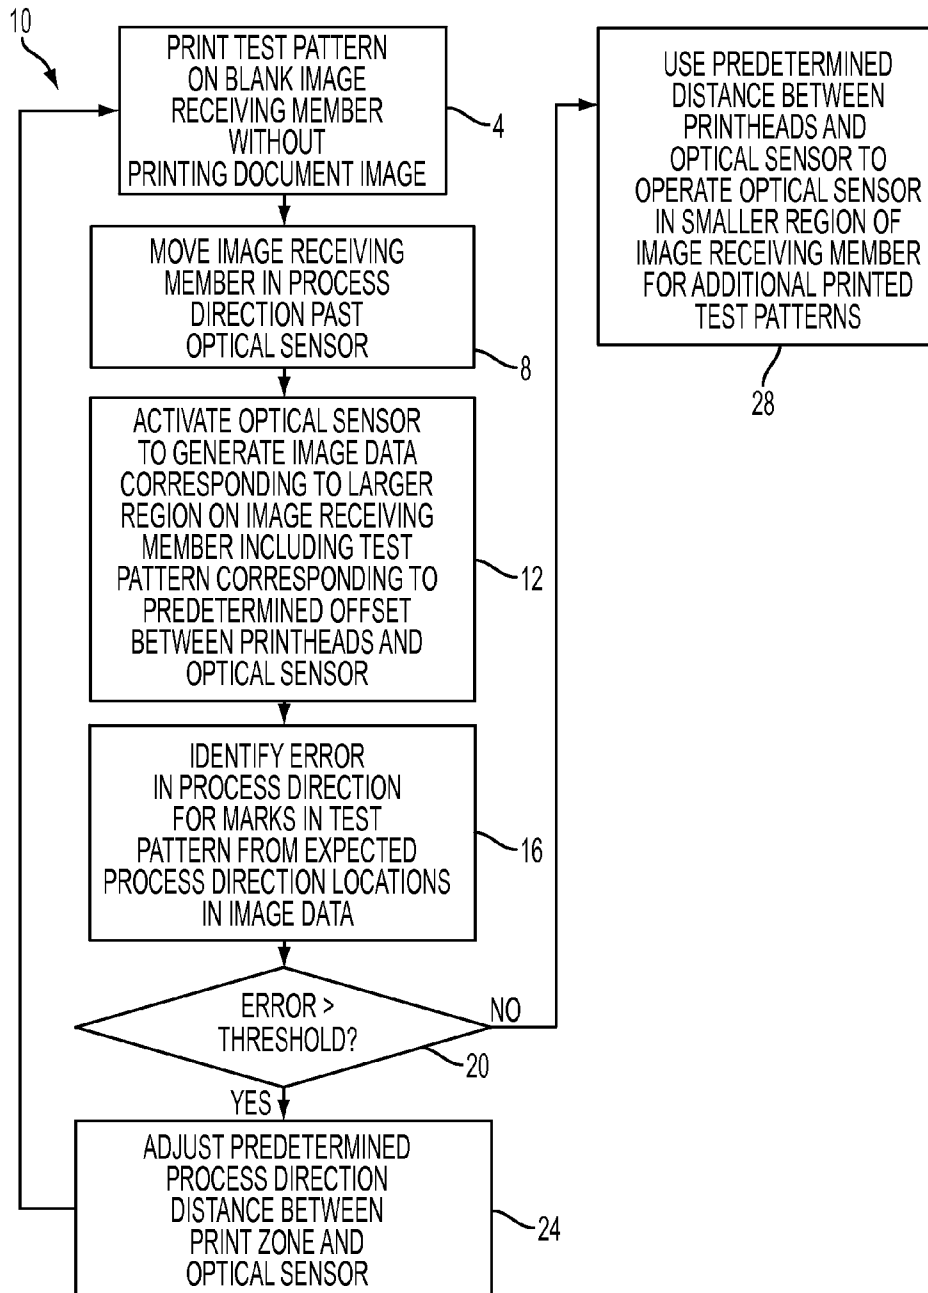 10
PRINT TEST PATTERN
ON BLANK IMAGE
RECEIVING MEMBER
WITHOUT
PRINTING DOCUMENT IMAGE
4
MOVE IMAGE RECEIVING
MEMBER IN PROCESS
DIRECTION PAST
OPTICAL SENSOR
8
ACTIVATE OPTICAL SENSOR
TO GENERATE IMAGE DATA
CORRESPONDING TO LARGER
REGION ON IMAGE RECEIVING
MEMBER INCLUDING TEST
PATTERN CORRESPONDING TO
PREDETERMINED OFFSET
BETWEEN PRINTHEADS AND
OPTICAL SENSOR
12
IDENTIFY ERROR
IN PROCESS DIRECTION
FOR MARKS IN TEST
PATTERN FROM EXPECTED
PROCESS DIRECTION LOCATIONS
IN IMAGE DATA
16
ERROR >
THRESHOLD?
NO
20
YES
ADJUST PREDETERMINED
PROCESS DIRECTION
DISTANCE BETWEEN
PRINT ZONE AND
OPTICAL SENSOR
24
USE PREDETERMINED
DISTANCE BETWEEN
PRINTHEADS AND
OPTICAL SENSOR TO
OPERATE OPTICAL SENSOR
IN SMALLER REGION OF
IMAGE RECEIVING MEMBER
FOR ADDITIONAL PRINTED
TEST PATTERNS
28